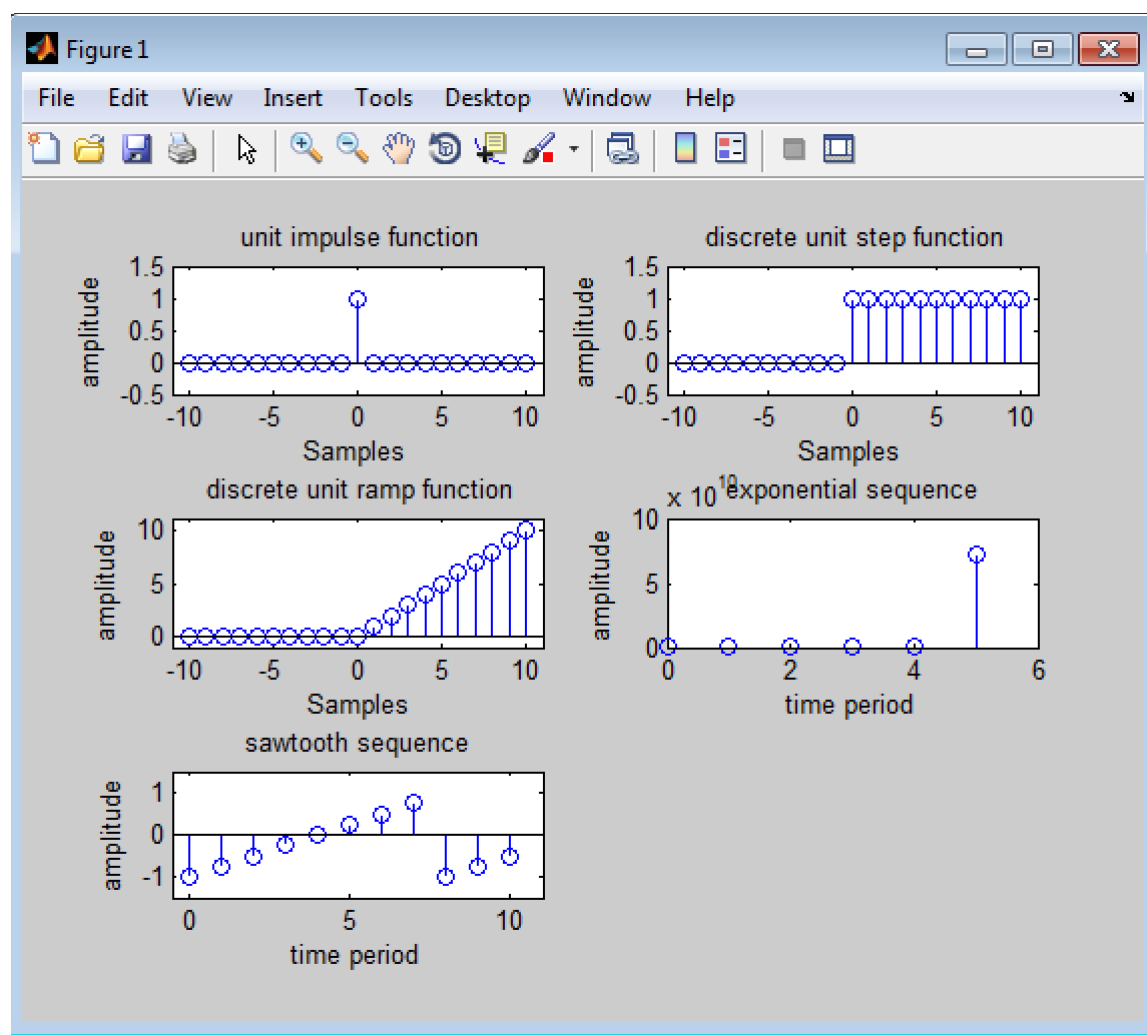 Figure 1
File Edit View Insert Tools Desktop Window Help
unit impulse function
amplitude
1.5
1
0.5
0
-0.5
-10 -5 0 5 10
Samples
discrete unit step function
amplitude
1.5
1
0.5
0
-0.5
-10 -5 0 5 10
Samples
discrete unit ramp function
amplitude
10
5
0
-10 -5 0 5 10
Samples
x 10^10 exponential sequence
amplitude
10
5
0
0 2 4 6
time period
sawtooth sequence
amplitude
1
0
-1
0 5 10
time period